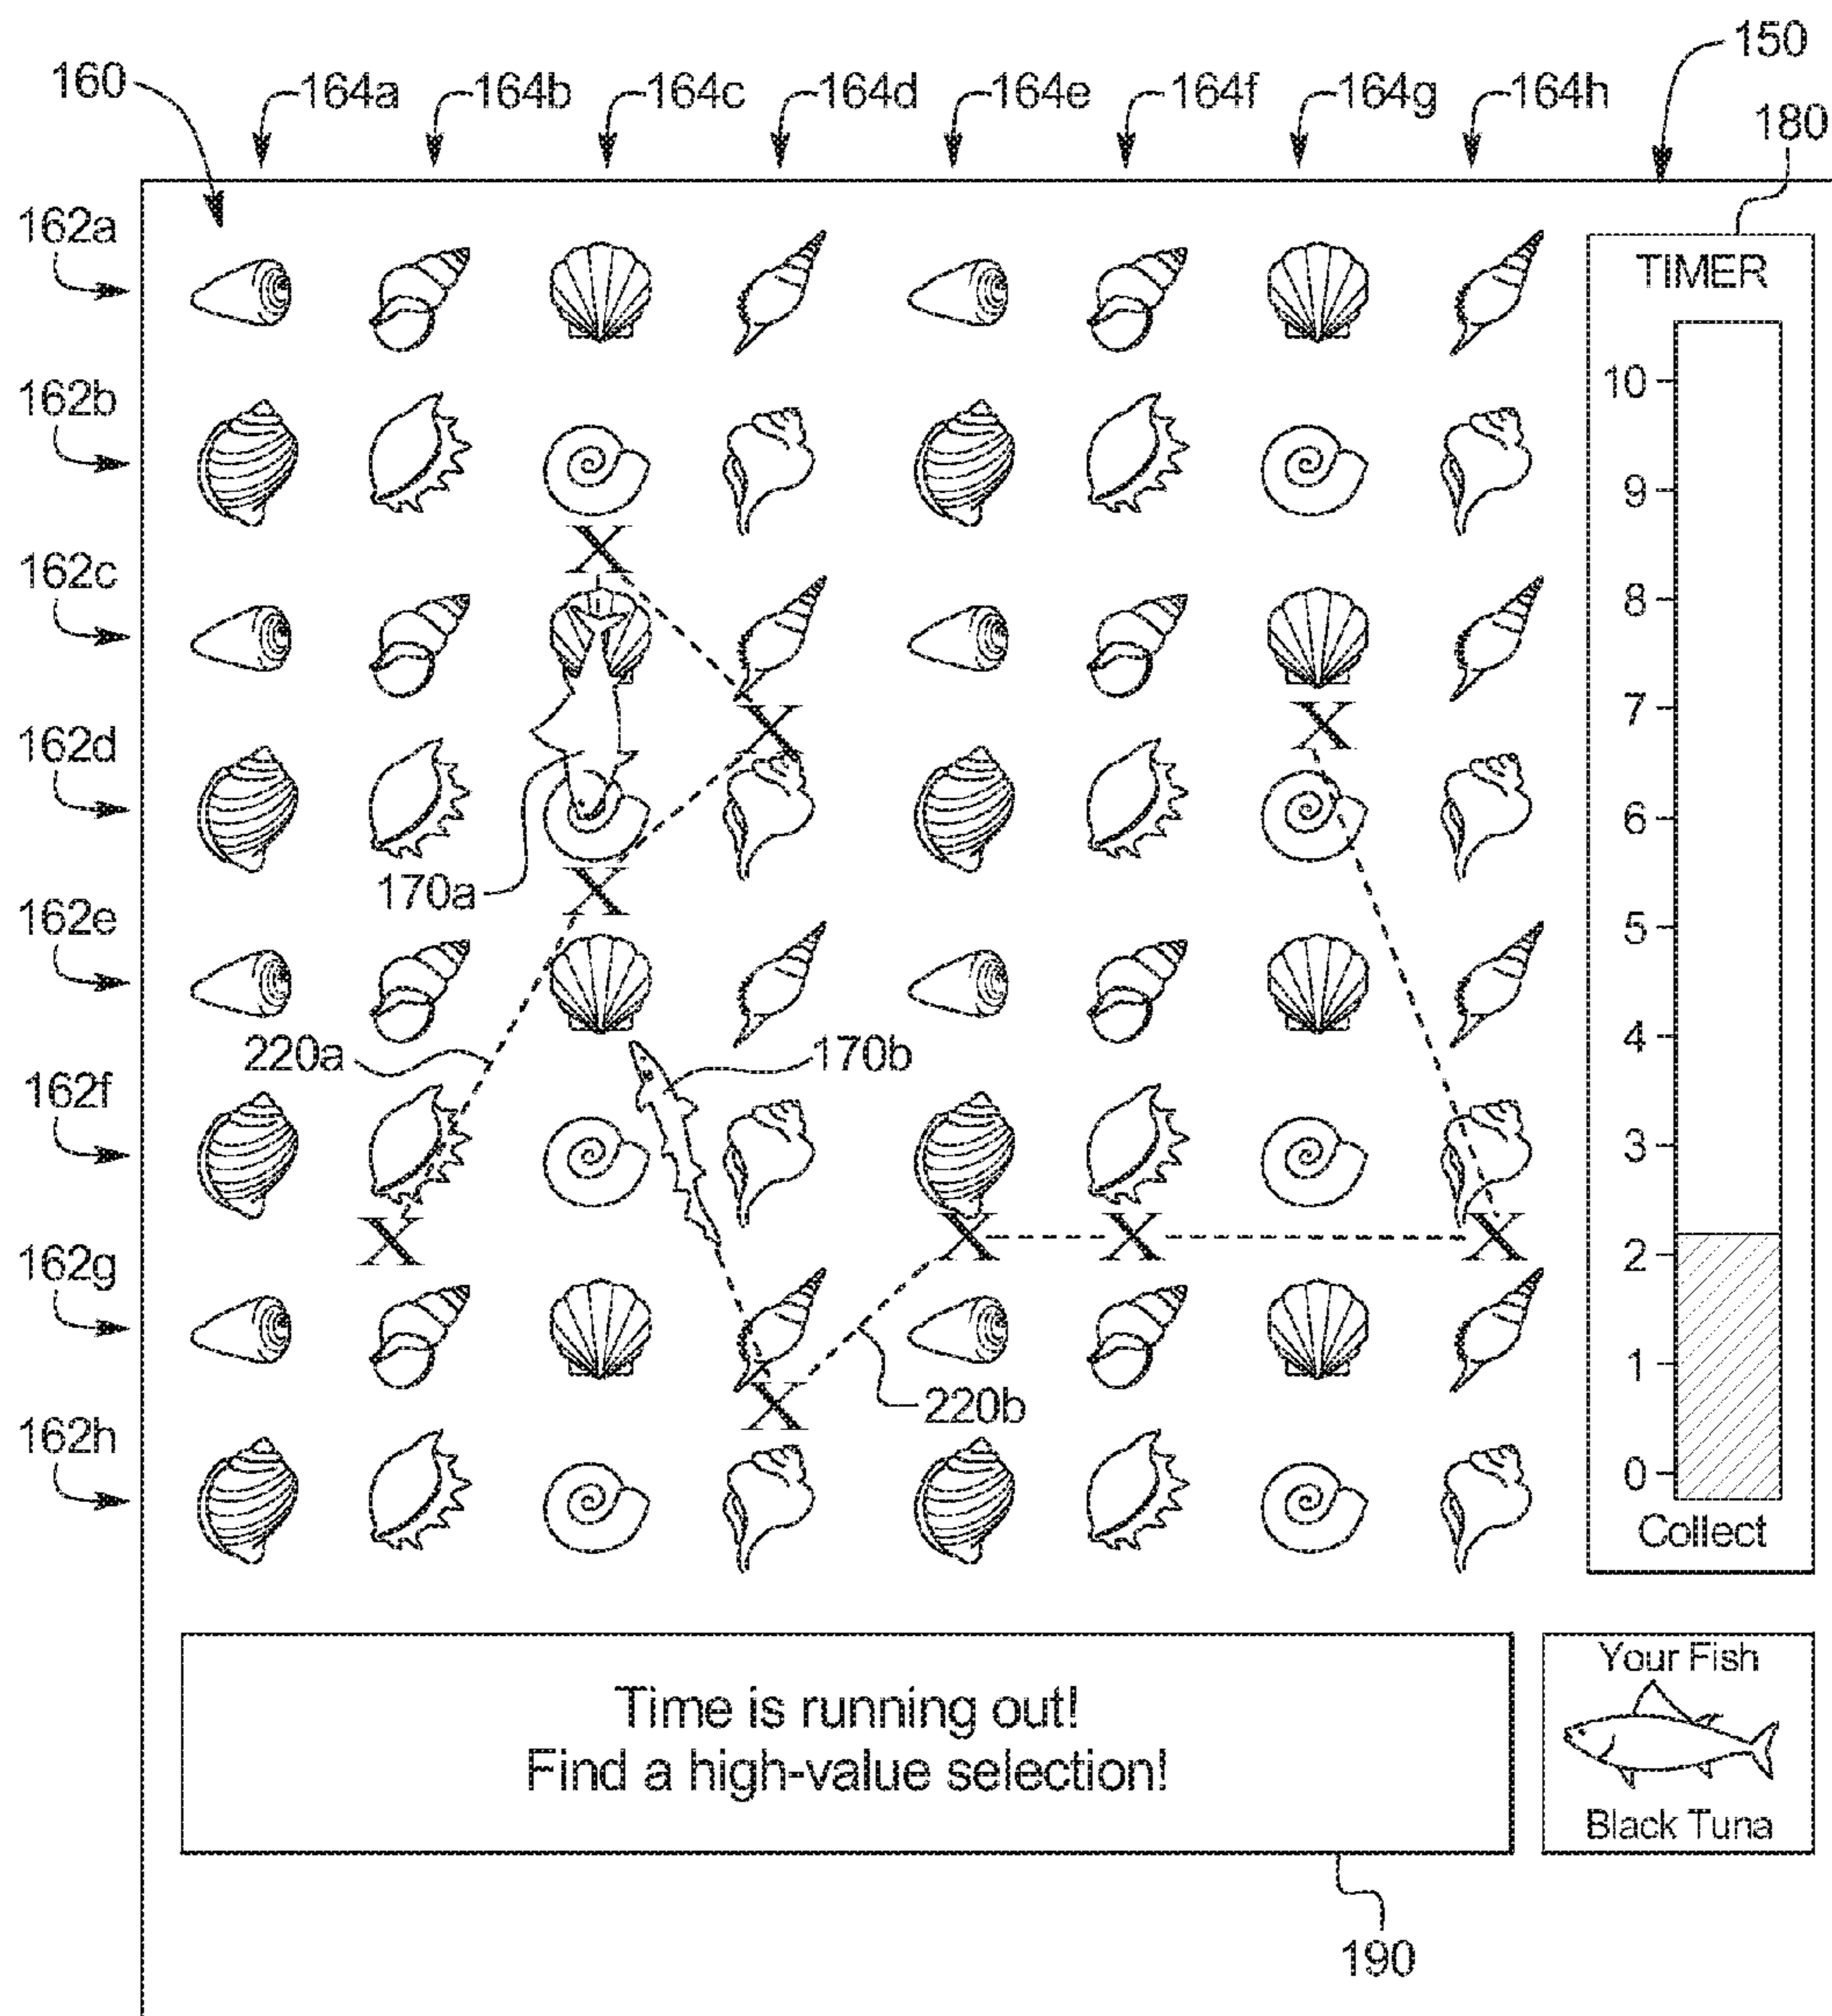 150
160
164a 164b 164c 164d 164e 164f 164g 164h
180
162a
TIMER
10
162b
9
X
162c
8
X X
7
162d
6
170a X
162e
5
4
220a 170b
162f
3
X X X X
2
162g
1
X 220b
162h
0
Collect
Time is running out!
Find a high-value selection!
Your Fish
Black Tuna
190